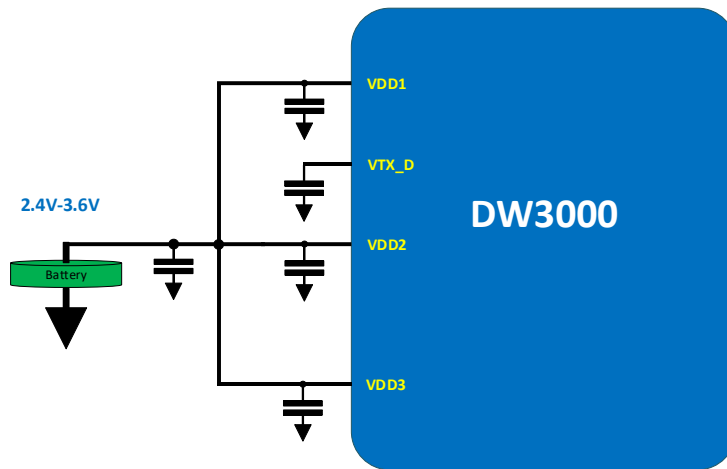 VDD1
VTX_D
2.4V-3.6V
DW3000
VDD2
Battery
VDD3